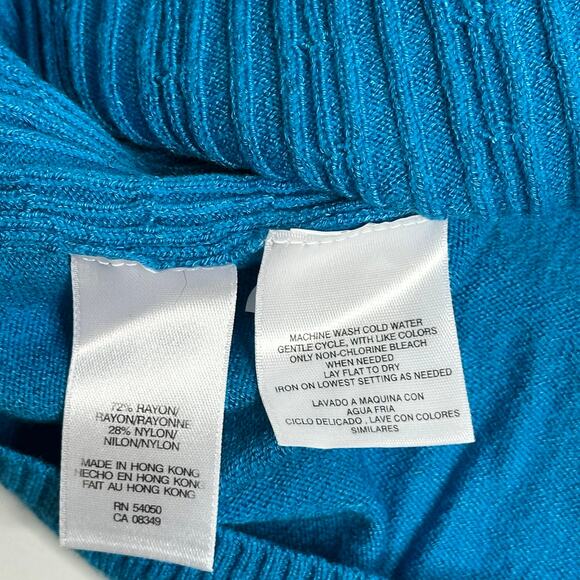 72% RAYON/
RAYON/RAYONNE
28% NYLON/
NILON/NYLON
MADE IN HONG KONG
HECHO EN HONG KONG
FAIT AU HONG KONG
RN 54050
CA 08349
MACHINE WASH COLD WATER
GENTLE CYCLE, WITH LIKE COLORS
ONLY NON-CHLORINE BLEACH
WHEN NEEDED
LAY FLAT TO DRY
IRON ON LOWEST SETTING AS NEEDED
LAVADO A MAQUINA CON
AGUA FRIA
CICLO DELICADO , LAVE CON COLORES
SIMILARES